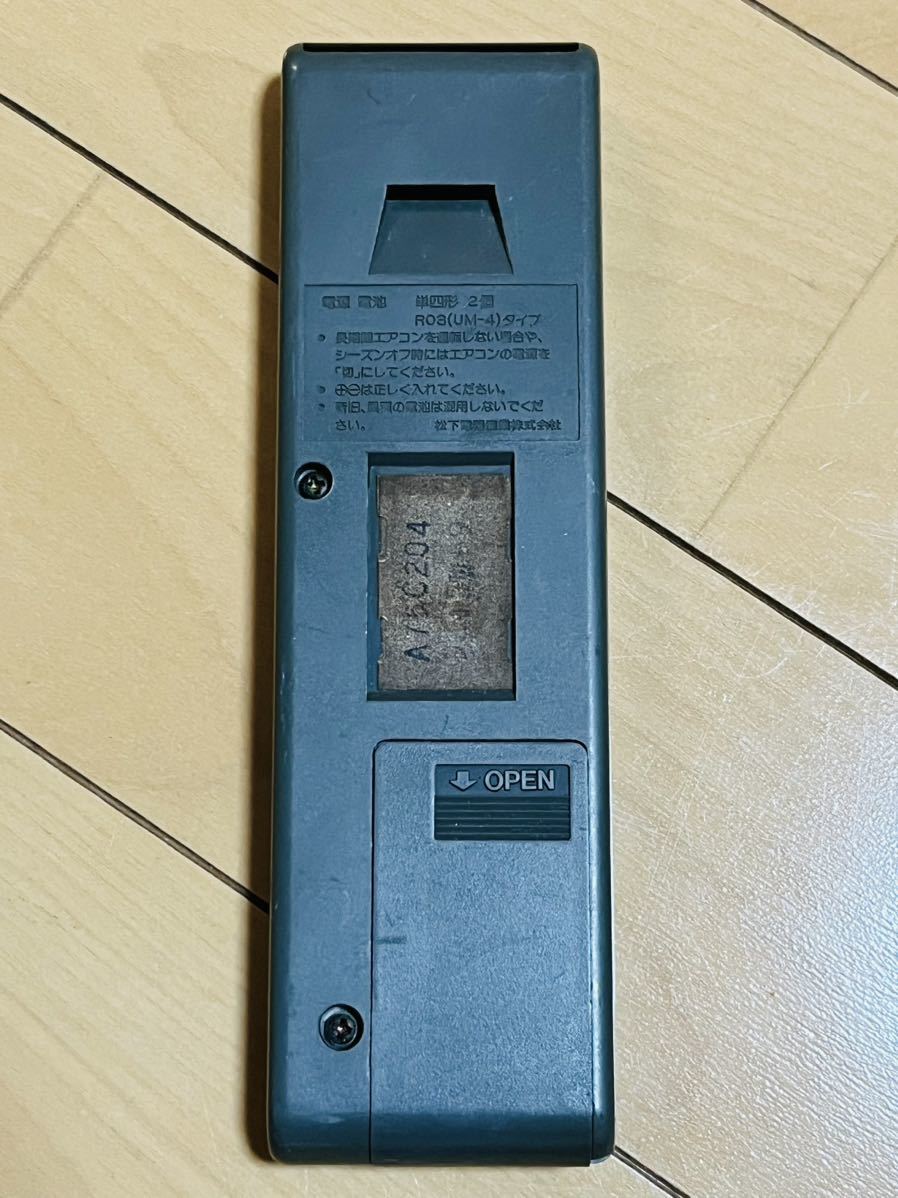 電源 電池 単四形 2個
R03(UM-4)タイプ
• 長期間エアコンを運転しない場合や、
シーズンオフ時にはエアコンの電源を
「切」にしてください。
• ⊕⊖は正しく入れてください。
• 新旧、異種の電池は混用しないでくだ
さい。 松下電器産業株式会社
A75C204
OPEN